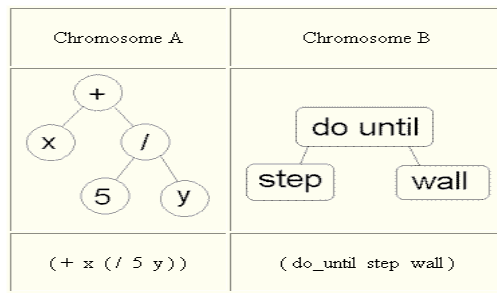 Chromosome A
Chromosome B
+
x
/
5
y
do until
step
wall
( + x ( / 5 y ) )
( do_until step wall )